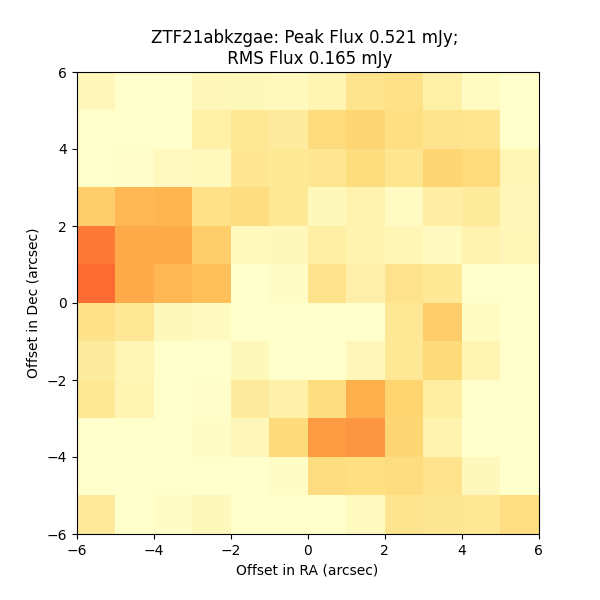 ZTF21abkzgae: Peak Flux 0.521 mJy;
RMS Flux 0.165 mJy
6
4
2
0
−2
−4
−6
Offset in Dec (arcsec)
−6 −4 −2 0 2 4 6
Offset in RA (arcsec)